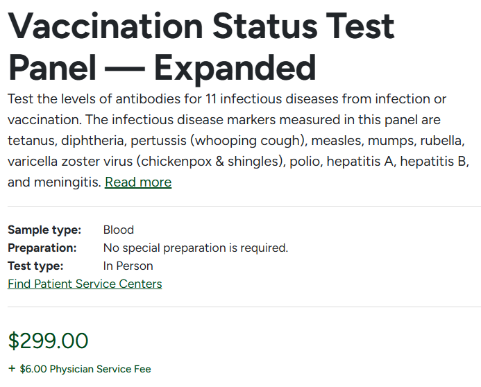 Vaccination Status Test
Panel — Expanded
Test the levels of antibodies for 11 infectious diseases from infection or
vaccination. The infectious disease markers measured in this panel are
tetanus, diphtheria, pertussis (whooping cough), measles, mumps, rubella,
varicella zoster virus (chickenpox & shingles), polio, hepatitis A, hepatitis B,
and meningitis. Read more
Sample type: Blood
Preparation: No special preparation is required.
Test type: In Person
Find Patient Service Centers
$299.00
+ $6.00 Physician Service Fee